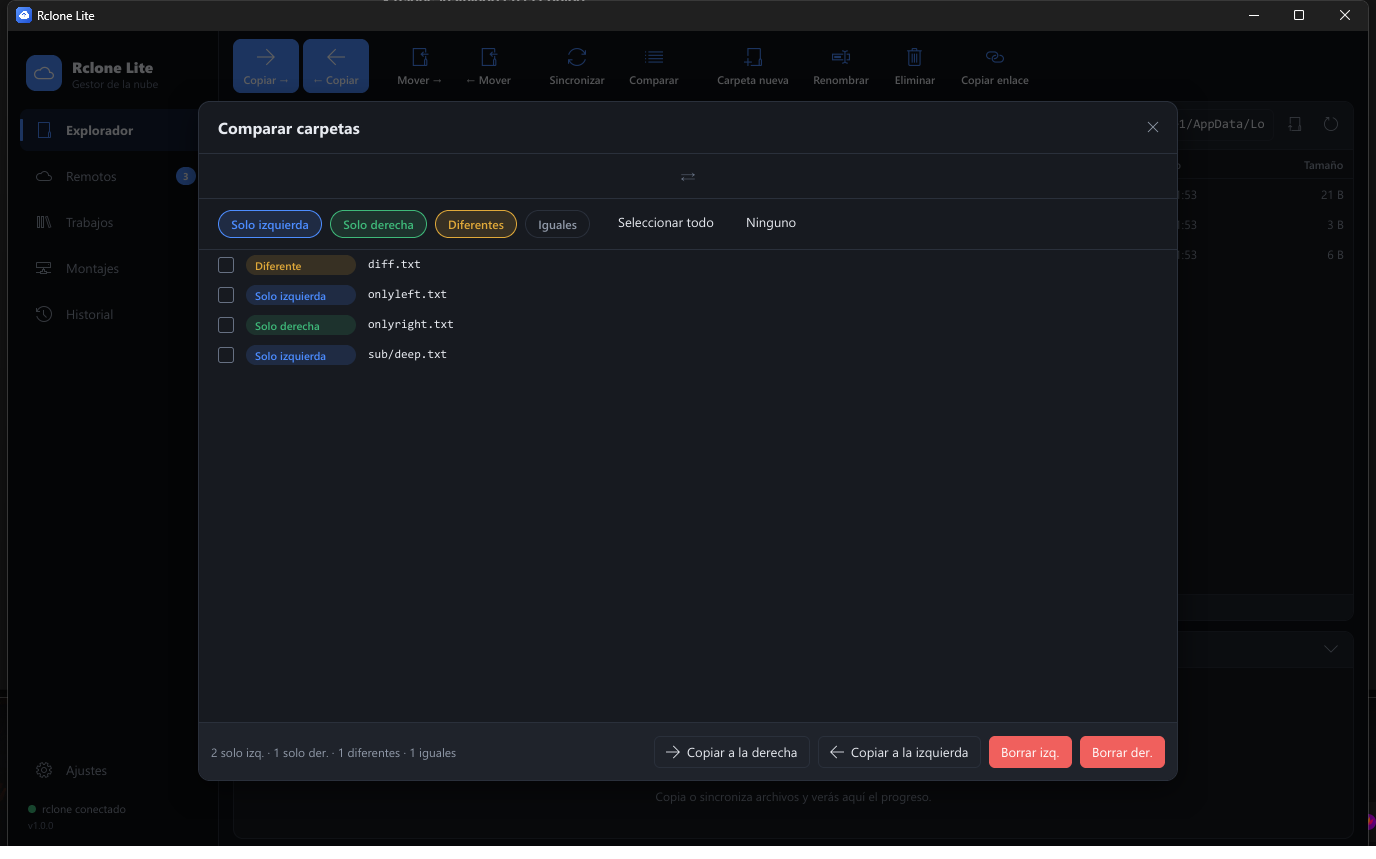 Rclone Lite
Rclone Lite
Gestor de la nube
Explorador
Remotos 3
Trabajos
Montajes
Historial
Ajustes
rclone conectado
v1.0.0
Copiar → ← Copiar Mover → ← Mover Sincronizar Comparar Carpeta nueva Renombrar Eliminar Copiar enlace
1/AppData/Lo
Tamaño
:53 21 B
:53 3 B
:53 6 B
Comparar carpetas
Solo izquierda Solo derecha Diferentes Iguales Seleccionar todo Ninguno
Diferente diff.txt
Solo izquierda onlyleft.txt
Solo derecha onlyright.txt
Solo izquierda sub/deep.txt
2 solo izq. · 1 solo der. · 1 diferentes · 1 iguales
→ Copiar a la derecha ← Copiar a la izquierda Borrar izq. Borrar der.
Copia o sincroniza archivos y verás aquí el progreso.